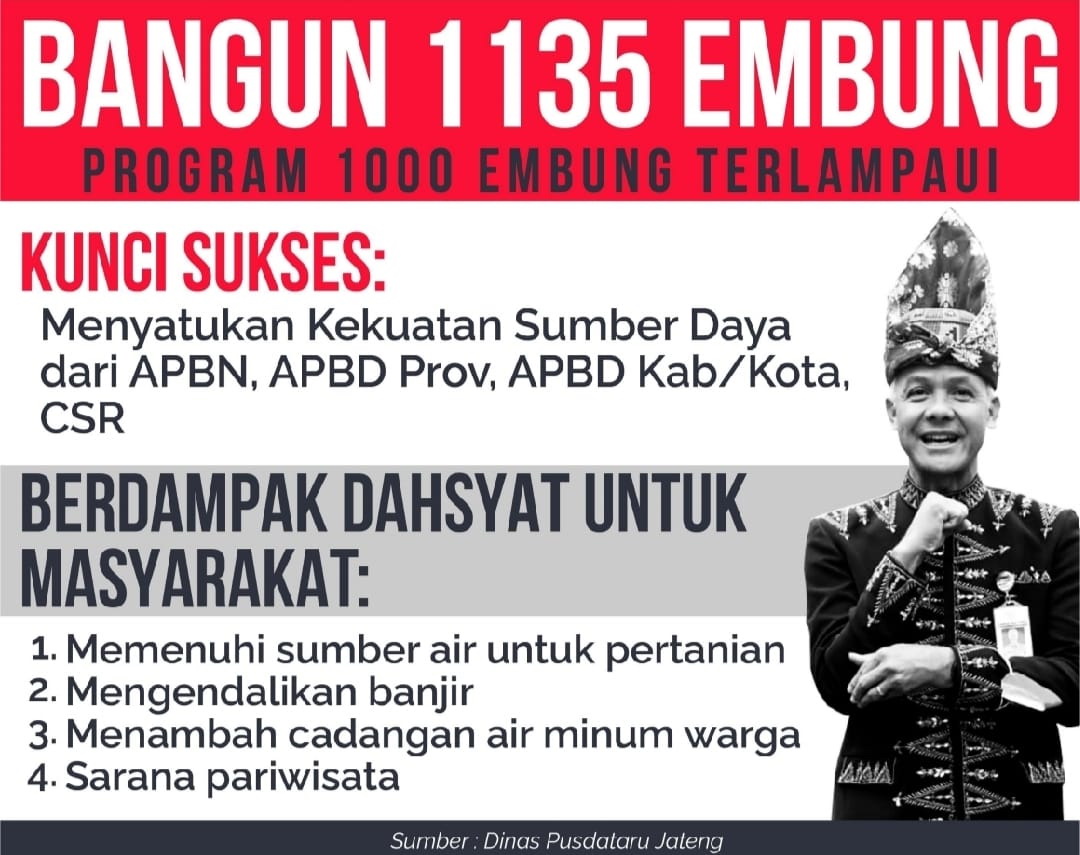 BANGUN 1135 EMBUNG
PROGRAM 1000 EMBUNG TERLAMPAUI
KUNCI SUKSES:
Menyatukan Kekuatan Sumber Daya
dari APBN, APBD Prov, APBD Kab/Kota,
CSR
BERDAMPAK DAHSYAT UNTUK
MASYARAKAT:
1. Memenuhi sumber air untuk pertanian
2. Mengendalikan banjir
3. Menambah cadangan air minum warga
4. Sarana pariwisata
Sumber : Dinas Pusdataru Jateng